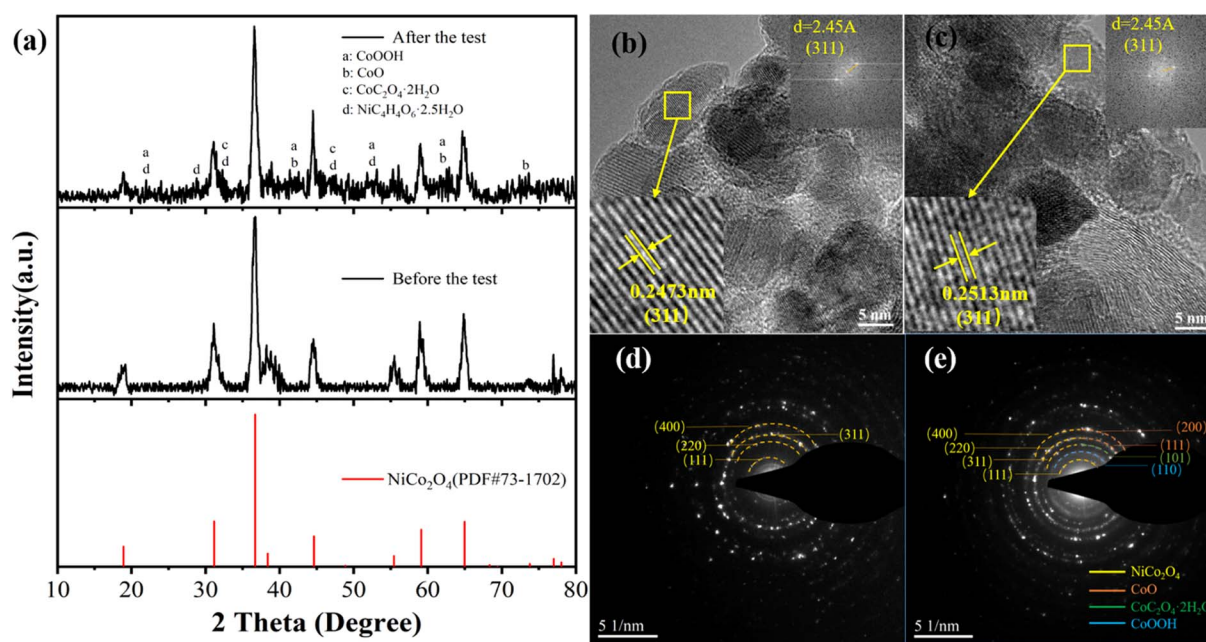 (a)
After the test
a: CoOOH
b: CoO
c: CoC₂O₄·2H₂O
d: NiC₄H₄O₆·2.5H₂O
a
d
d
c
d
a
b
c
d
a
d
a
b
b
Before the test
NiCo₂O₄(PDF#73-1702)
Intensity(a.u.)
10 20 30 40 50 60 70 80
2 Theta (Degree)
(b)
d=2.45A
(311)
0.2473nm
(311)
5 nm
(c)
d=2.45A
(311)
0.2513nm
(311)
5 nm
(d)
(400)
(220)
(111)
(311)
5 1/nm
(e)
(400)
(220)
(311)
(111)
(200)
(111)
(101)
(110)
NiCo₂O₄
CoO
CoC₂O₄·2H₂O
CoOOH
5 1/nm